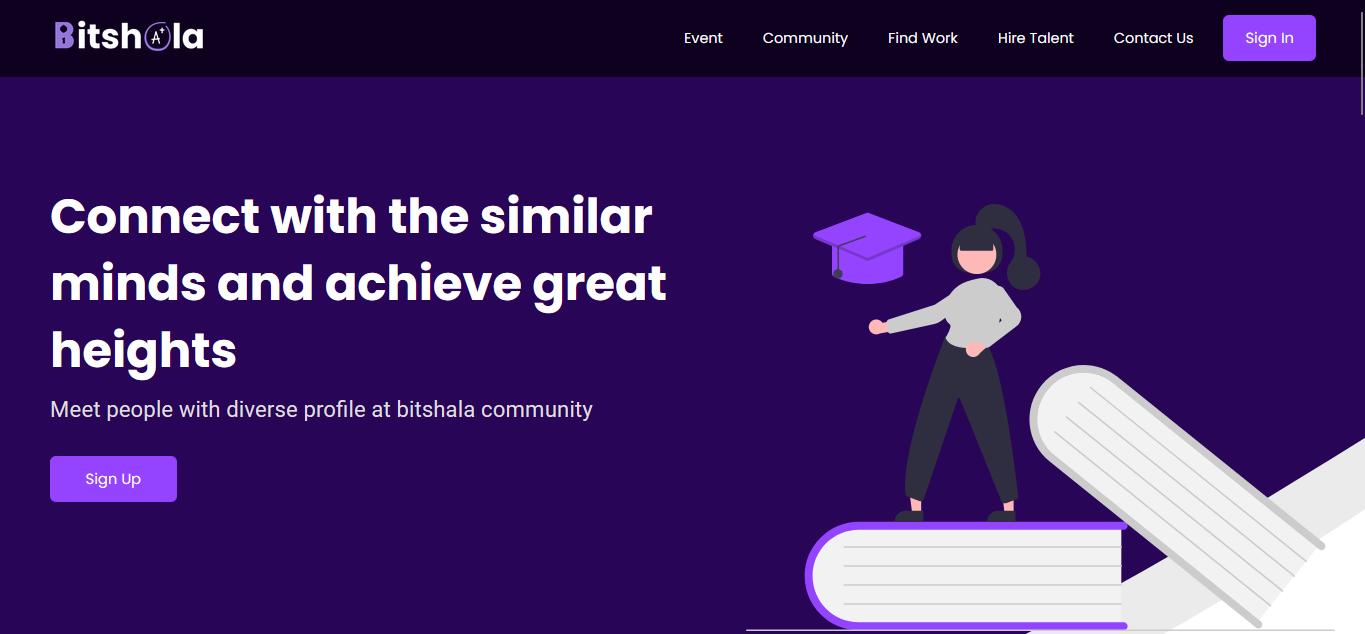 Bitshala
Event Community Find Work Hire Talent Contact Us Sign In
Connect with the similar
minds and achieve great
heights
Meet people with diverse profile at bitshala community
Sign Up